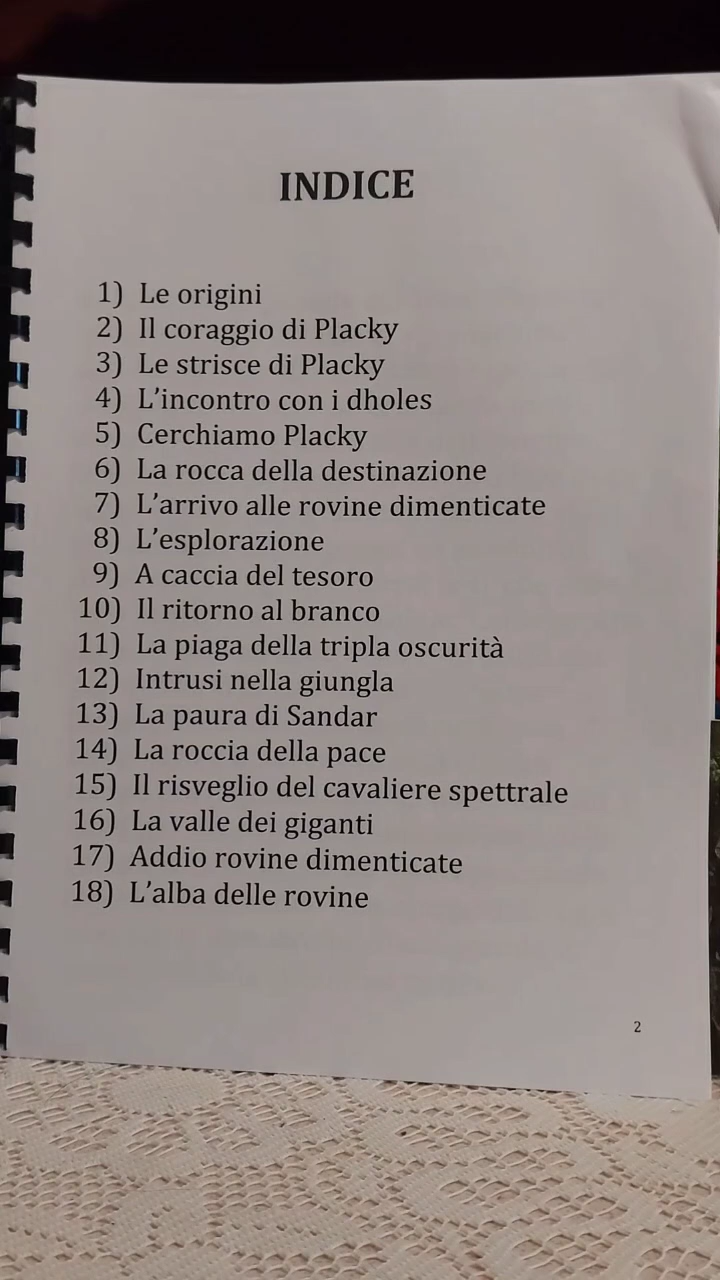 INDICE
1) Le origini
2) Il coraggio di Placky
3) Le strisce di Placky
4) L'incontro con i dholes
5) Cerchiamo Placky
6) La rocca della destinazione
7) L'arrivo alle rovine dimenticate
8) L'esplorazione
9) A caccia del tesoro
10) Il ritorno al branco
11) La piaga della tripla oscurità
12) Intrusi nella giungla
13) La paura di Sandar
14) La roccia della pace
15) Il risveglio del cavaliere spettrale
16) La valle dei giganti
17) Addio rovine dimenticate
18) L'alba delle rovine
2